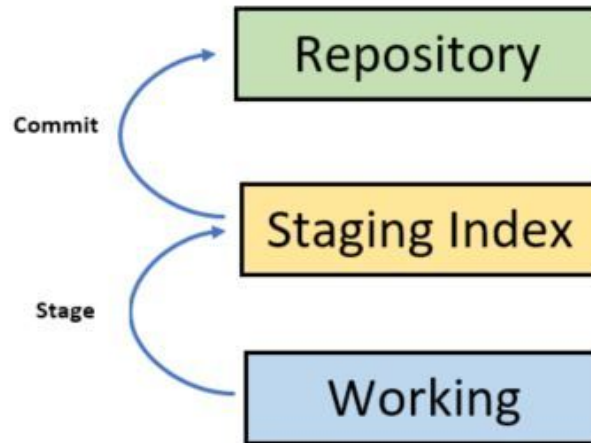 Repository
Commit
Staging Index
Stage
Working